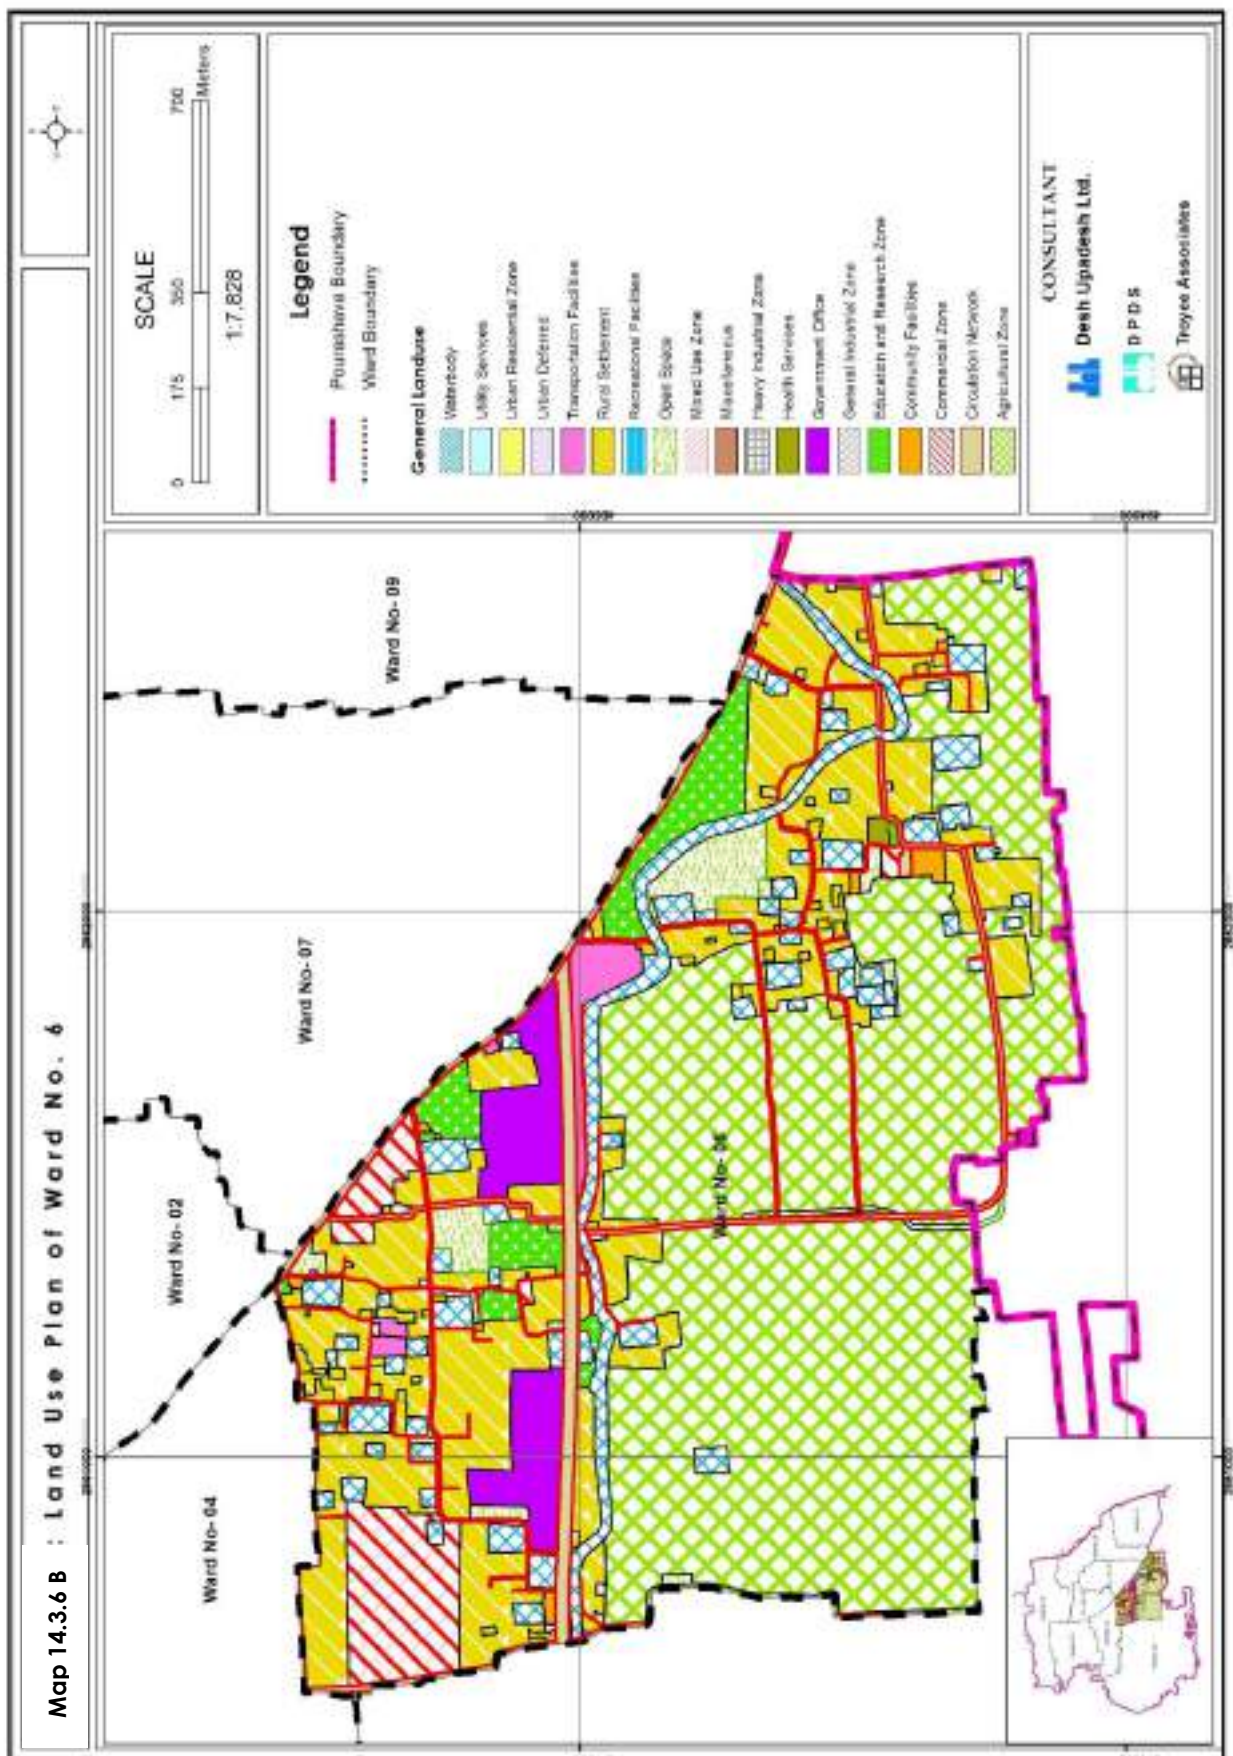 Map 14.3.6 B : Land Use Plan of Ward No. 6
SCALE
0 175 350 700
Meters
1:7,828
Legend
Pourashava Boundary
Ward Boundary
General Landuse
Waterbody
Utility Services
Urban Residential Zone
Urban Deferred
Transportation Facilities
Rural Settlement
Recreational Facilities
Open Space
Mixed Use Zone
Miscellaneous
Heavy Industrial Zone
Health Services
Government Office
General Industrial Zone
Education and Research Zone
Community Facilities
Commercial Zone
Circulation Network
Agricultural Zone
CONSULTANT
Desh Upadesh Ltd.
D P D S
Troyee Associates
Ward No- 09
Ward No- 07
Ward No- 02
Ward No- 04
Ward No- 06